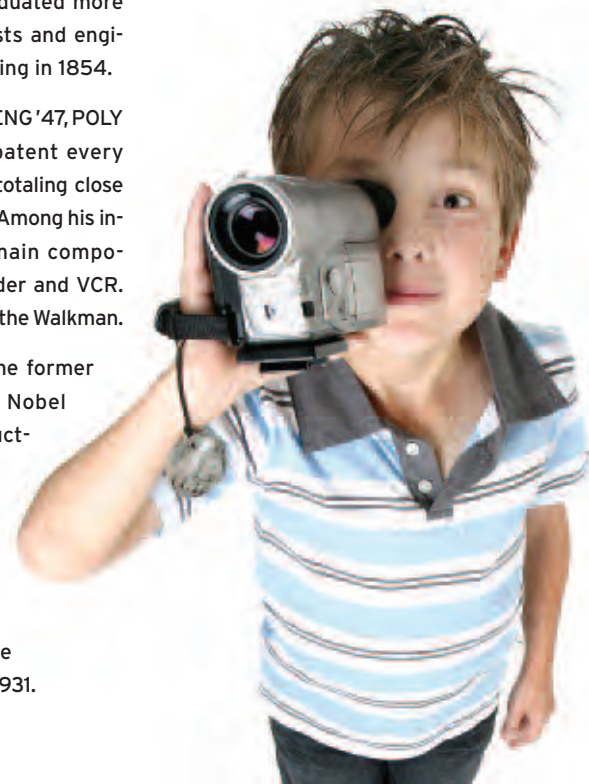 duated more
sts and engi-
ing in 1854.
ENG '47, POLY
patent every
totaling close
Among his in-
main compo-
der and VCR.
the Walkman.
ne former
Nobel
uct-
e
931.